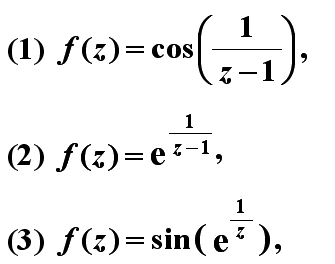 (1) f(z)=cos(1/(z−1)),
(2) f(z)=e^(1/(z−1)),
(3) f(z)=sin(e^(1/z)),